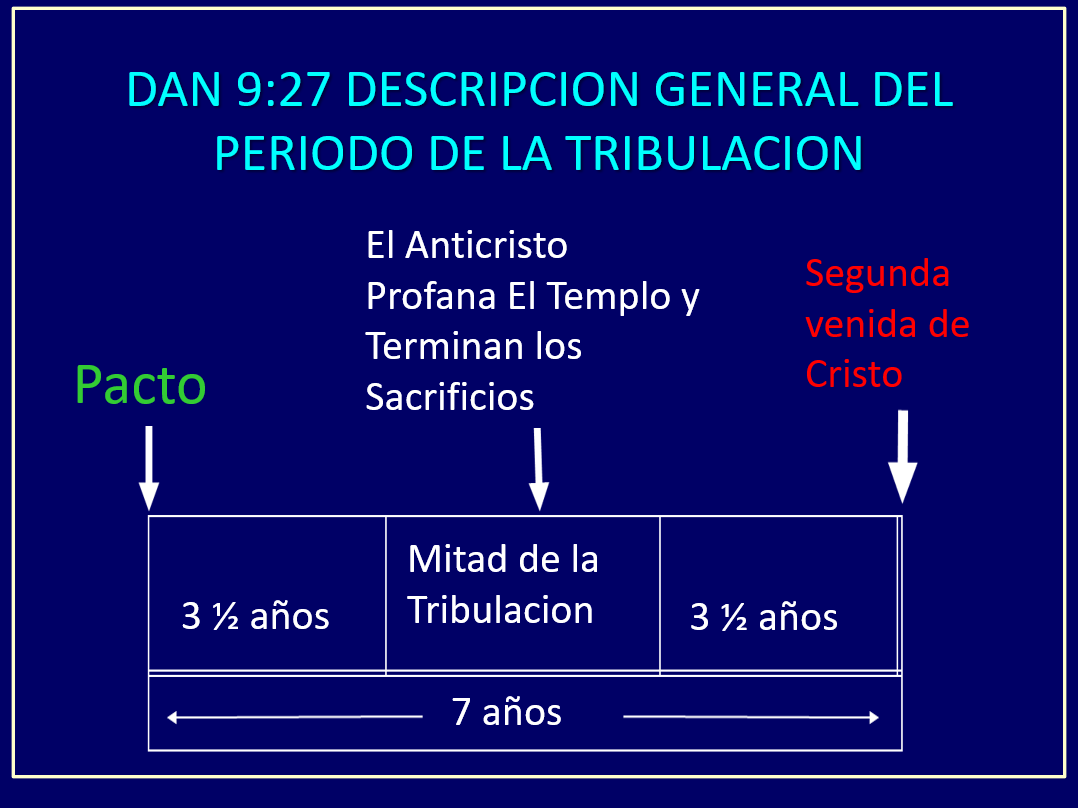 DAN 9:27 DESCRIPCION GENERAL DEL
PERIODO DE LA TRIBULACION
El Anticristo
Profana El Templo y
Terminan los
Sacrificios
Segunda
venida de
Cristo
Pacto
3 ½ años
Mitad de la
Tribulacion
3 ½ años
7 años